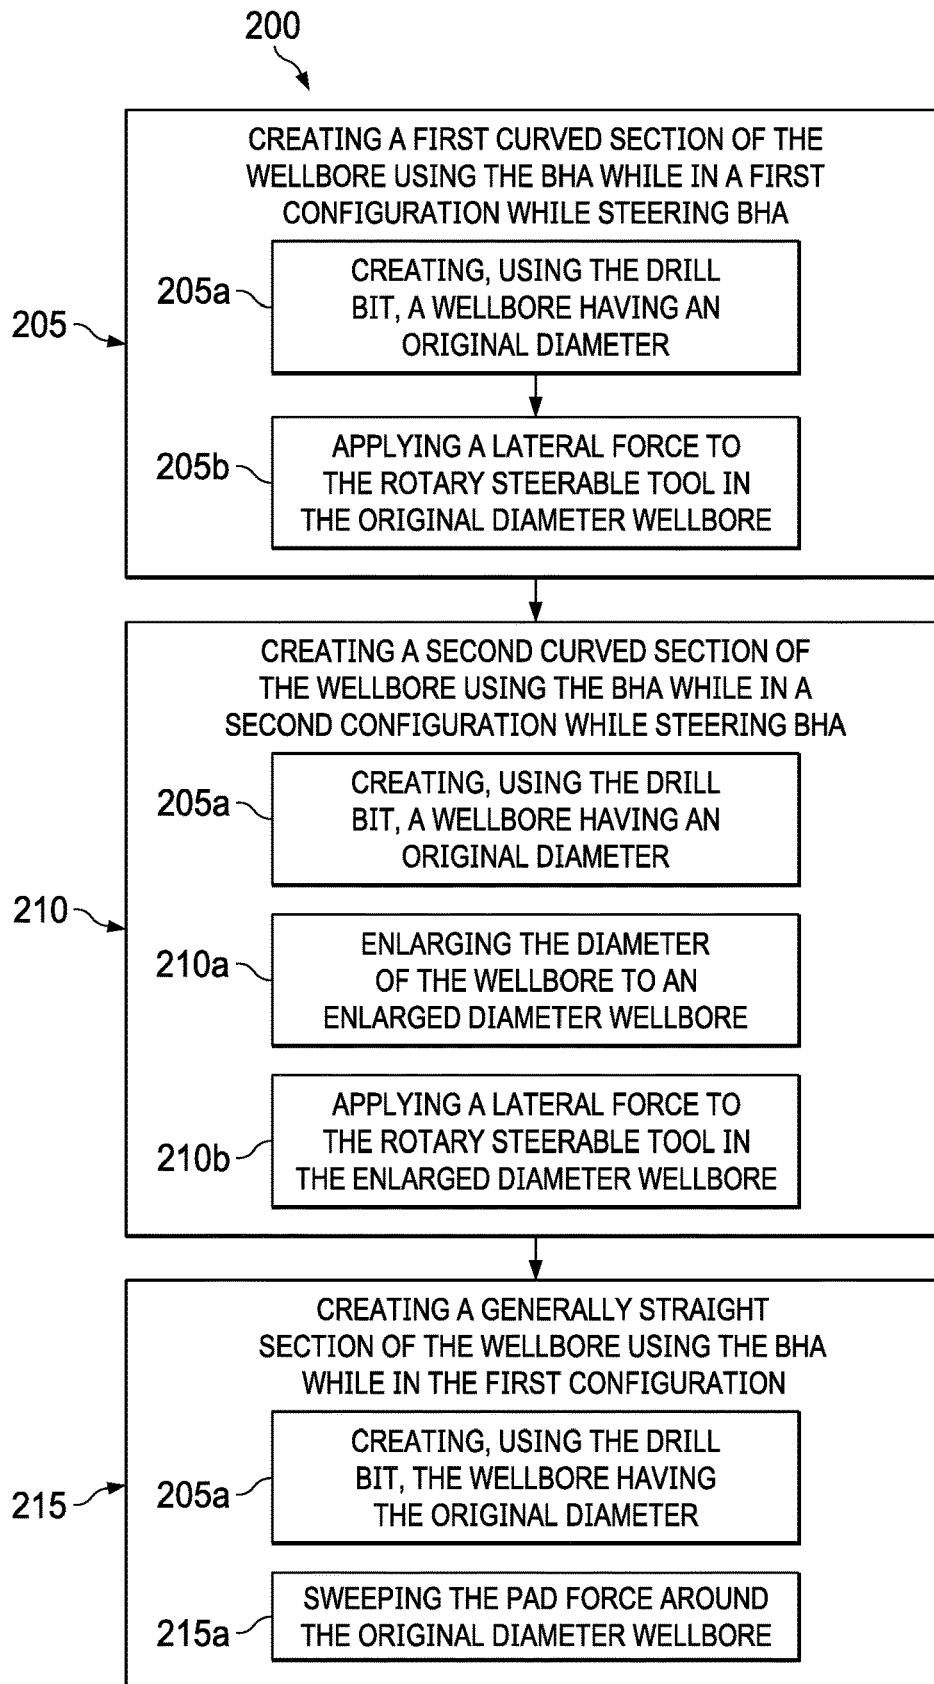 200
CREATING A FIRST CURVED SECTION OF THE
WELLBORE USING THE BHA WHILE IN A FIRST
CONFIGURATION WHILE STEERING BHA
205a
CREATING, USING THE DRILL
BIT, A WELLBORE HAVING AN
ORIGINAL DIAMETER
205
205b
APPLYING A LATERAL FORCE TO
THE ROTARY STEERABLE TOOL IN
THE ORIGINAL DIAMETER WELLBORE
CREATING A SECOND CURVED SECTION OF
THE WELLBORE USING THE BHA WHILE IN A
SECOND CONFIGURATION WHILE STEERING BHA
205a
CREATING, USING THE DRILL
BIT, A WELLBORE HAVING AN
ORIGINAL DIAMETER
210
210a
ENLARGING THE DIAMETER
OF THE WELLBORE TO AN
ENLARGED DIAMETER WELLBORE
210b
APPLYING A LATERAL FORCE TO
THE ROTARY STEERABLE TOOL IN
THE ENLARGED DIAMETER WELLBORE
CREATING A GENERALLY STRAIGHT
SECTION OF THE WELLBORE USING THE BHA
WHILE IN THE FIRST CONFIGURATION
215
205a
CREATING, USING THE DRILL
BIT, THE WELLBORE HAVING
THE ORIGINAL DIAMETER
215a
SWEEPING THE PAD FORCE AROUND
THE ORIGINAL DIAMETER WELLBORE